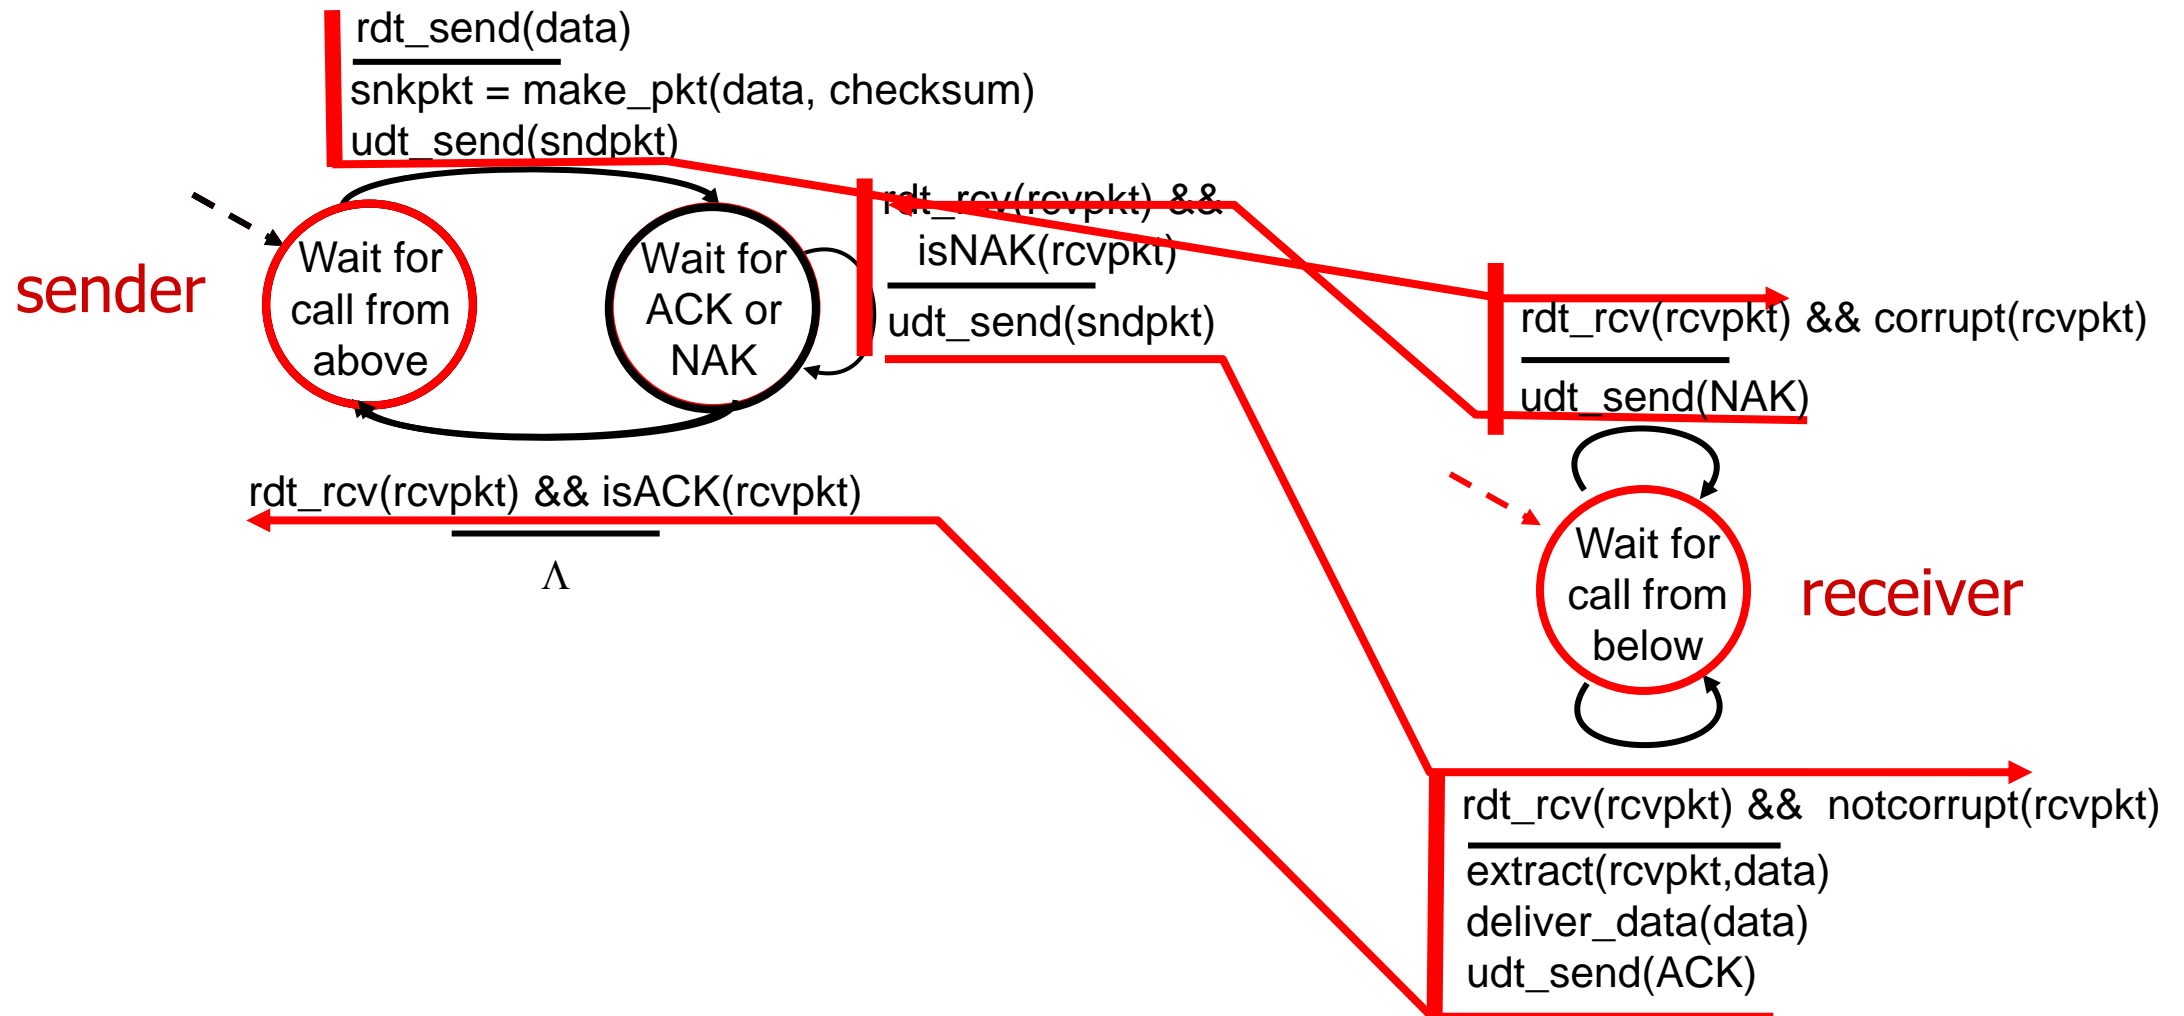 rdt_send(data)
snkpkt = make_pkt(data, checksum)
udt_send(sndpkt)
rdt_rcv(rcvpkt) &&
isNAK(rcvpkt)
udt_send(sndpkt)
sender
Wait for
call from
above
Wait for
ACK or
NAK
rdt_rcv(rcvpkt) && isACK(rcvpkt)
Λ
rdt_rcv(rcvpkt) && corrupt(rcvpkt)
udt_send(NAK)
Wait for
call from
below
receiver
rdt_rcv(rcvpkt) && notcorrupt(rcvpkt)
extract(rcvpkt,data)
deliver_data(data)
udt_send(ACK)